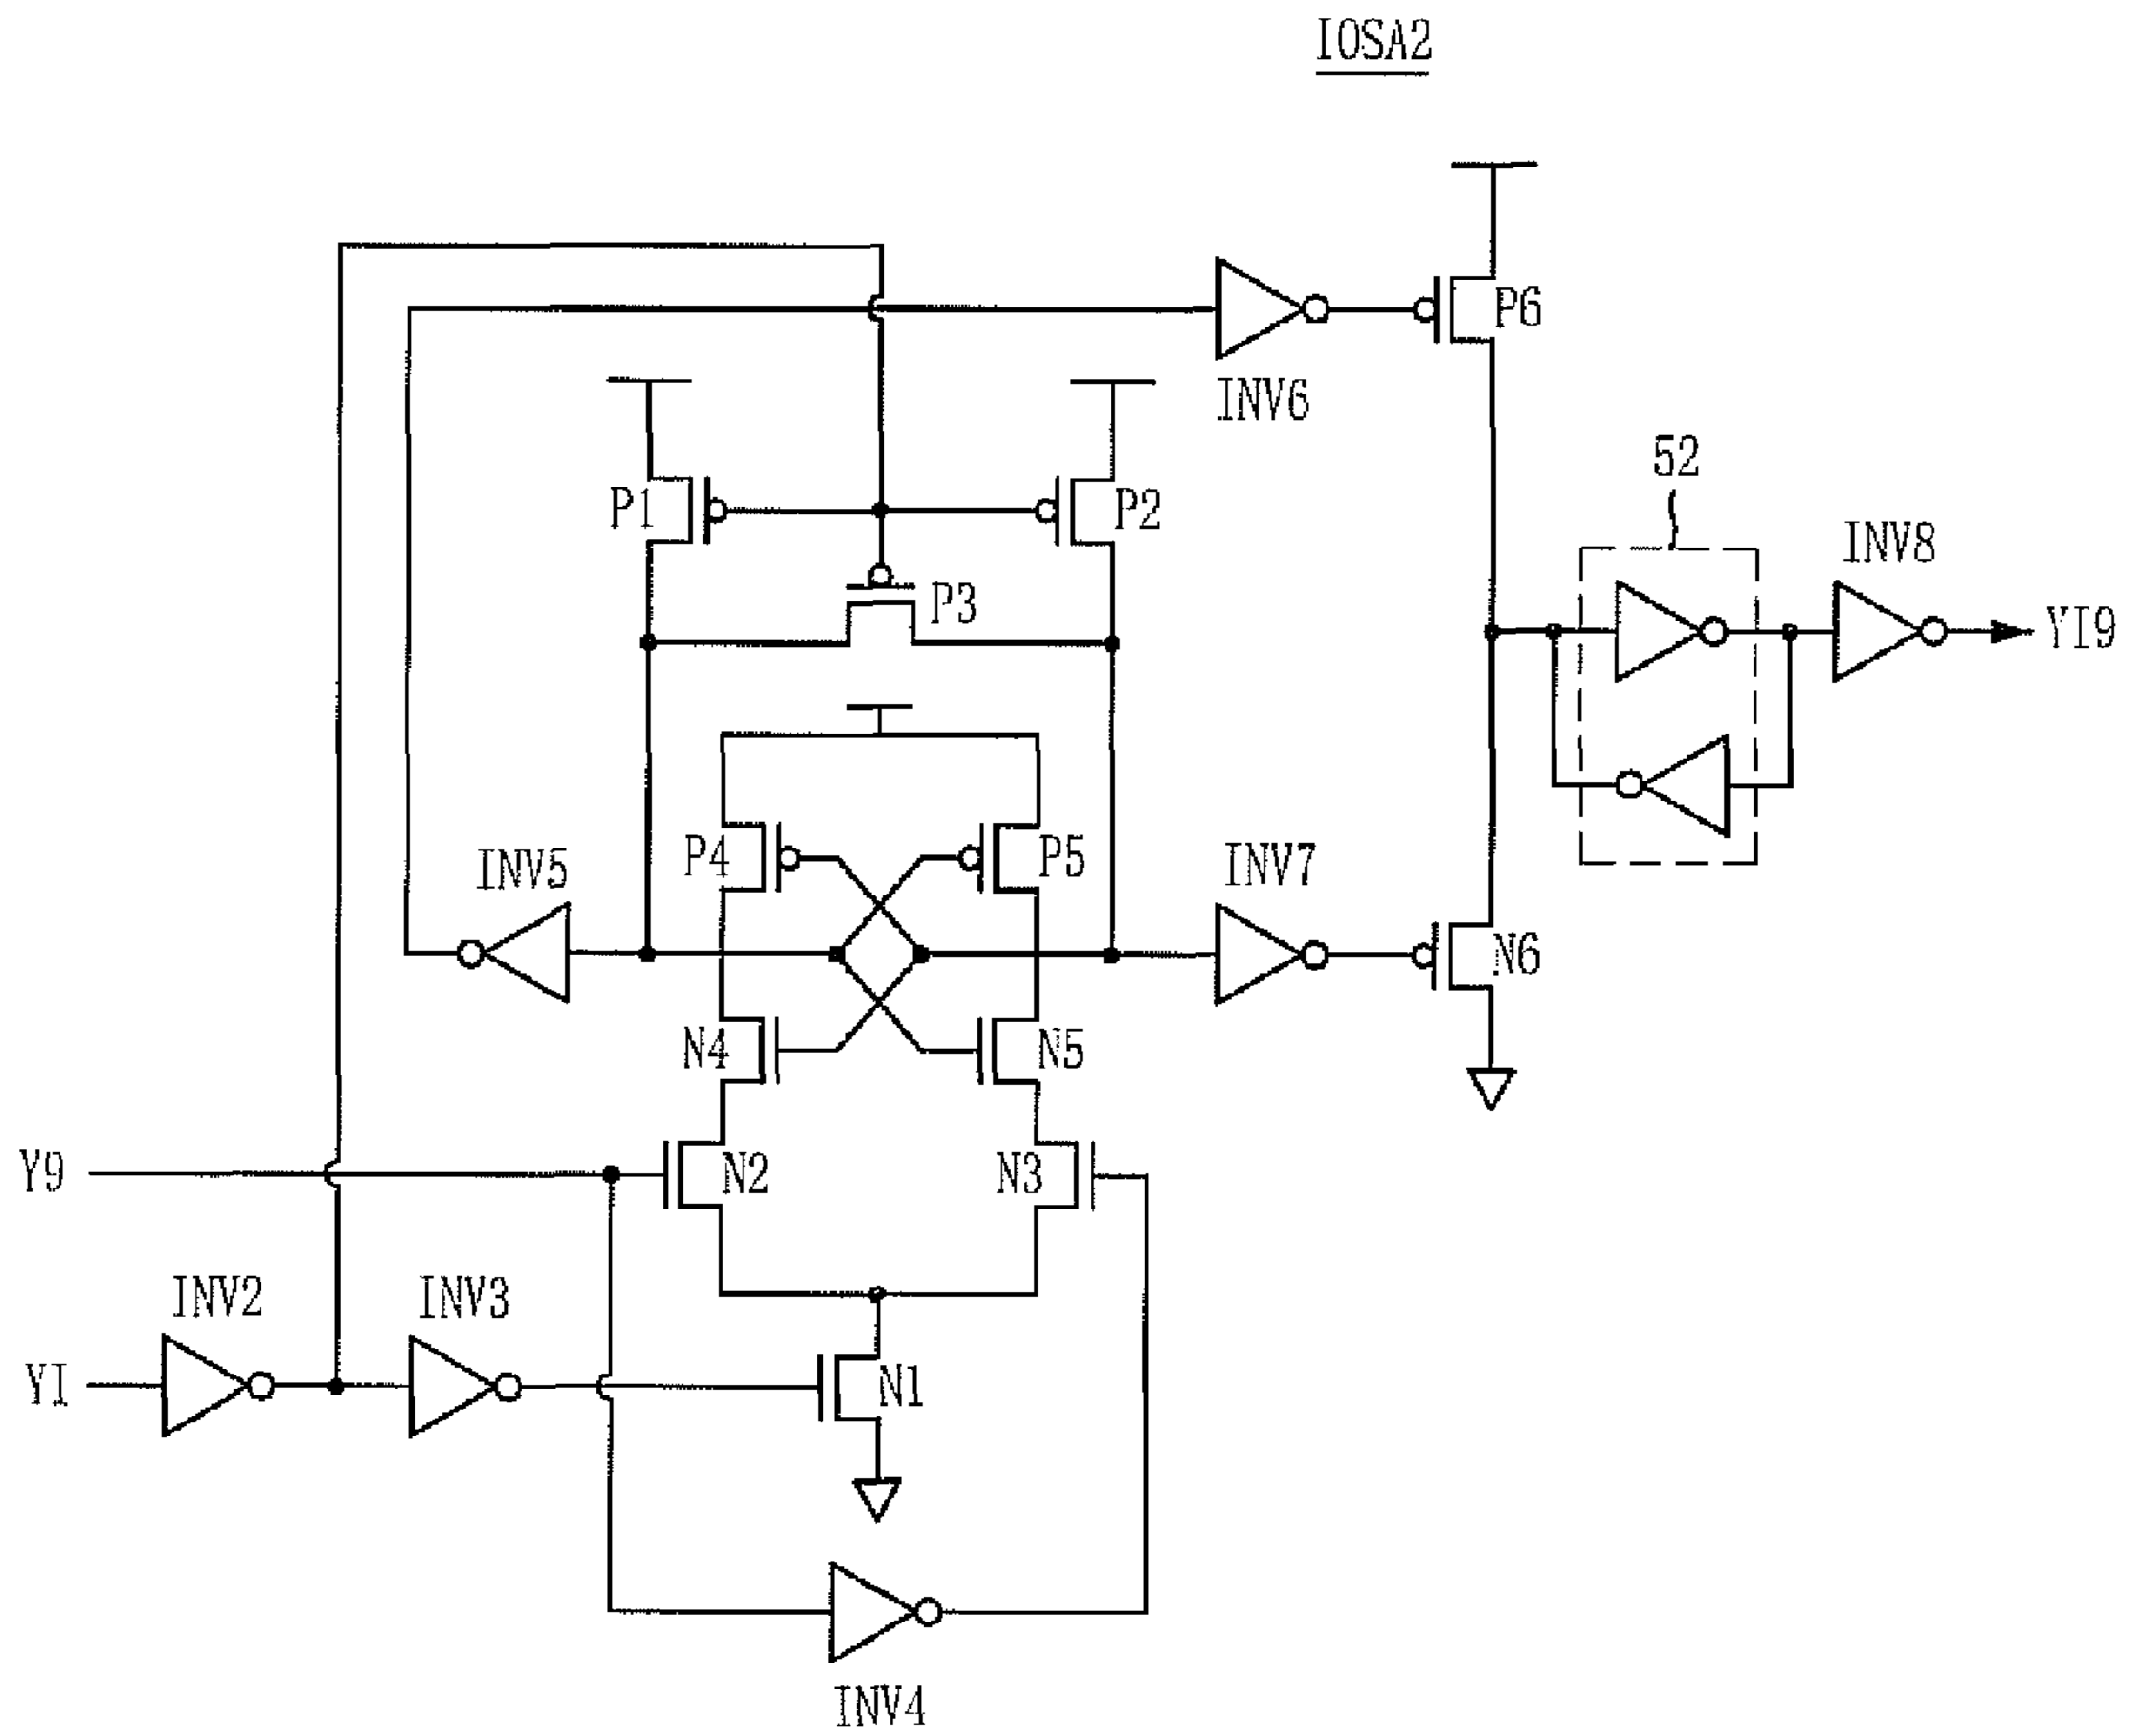 IOSA2
P6
INV6
52
P1
P2
INV8
P3
YI9
P4
P5
INV5
INV7
N6
N4
N5
Y9
N2
N3
INV2
INV3
YI
N1
INV4